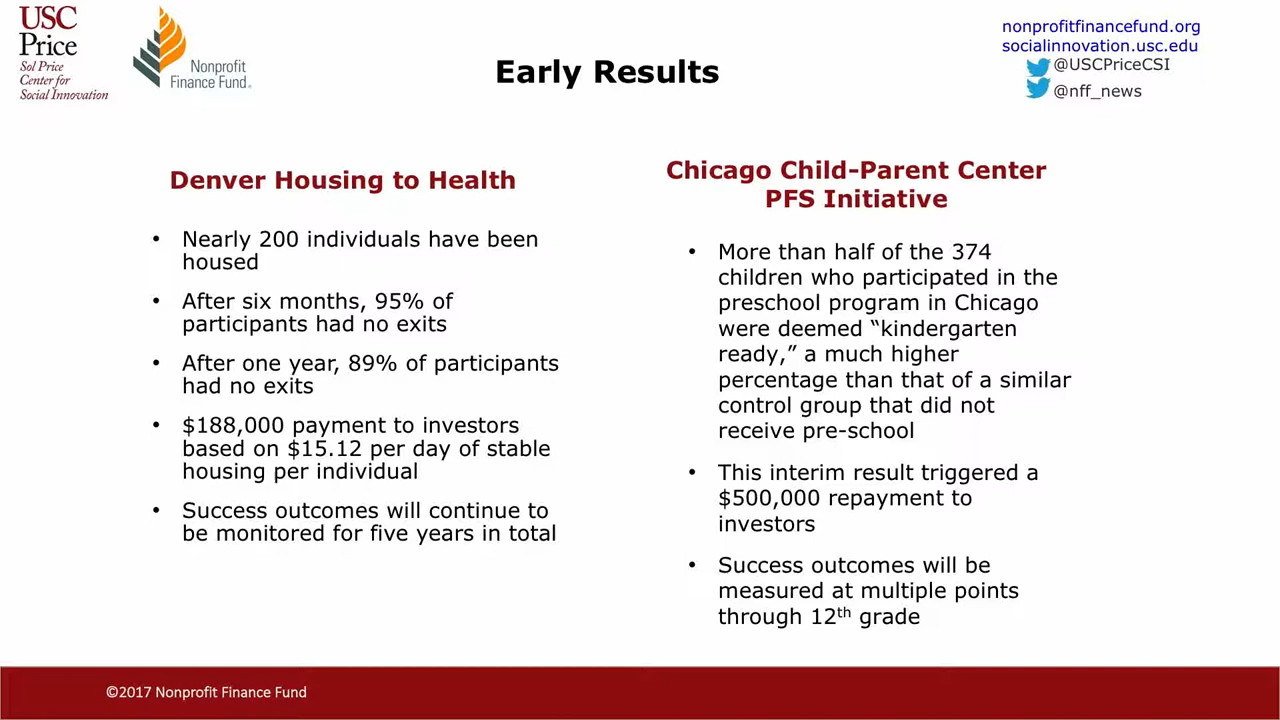 USC
Price
Sol Price
Center for
Social Innovation
Nonprofit
Finance Fund®
Early Results
nonprofitfinancefund.org
socialinnovation.usc.edu
@USCPriceCSI
@nff_news
Denver Housing to Health
• Nearly 200 individuals have been
housed
• After six months, 95% of
participants had no exits
• After one year, 89% of participants
had no exits
• $188,000 payment to investors
based on $15.12 per day of stable
housing per individual
• Success outcomes will continue to
be monitored for five years in total
Chicago Child-Parent Center
PFS Initiative
• More than half of the 374
children who participated in the
preschool program in Chicago
were deemed “kindergarten
ready,” a much higher
percentage than that of a similar
control group that did not
receive pre-school
• This interim result triggered a
$500,000 repayment to
investors
• Success outcomes will be
measured at multiple points
through 12th grade
©2017 Nonprofit Finance Fund